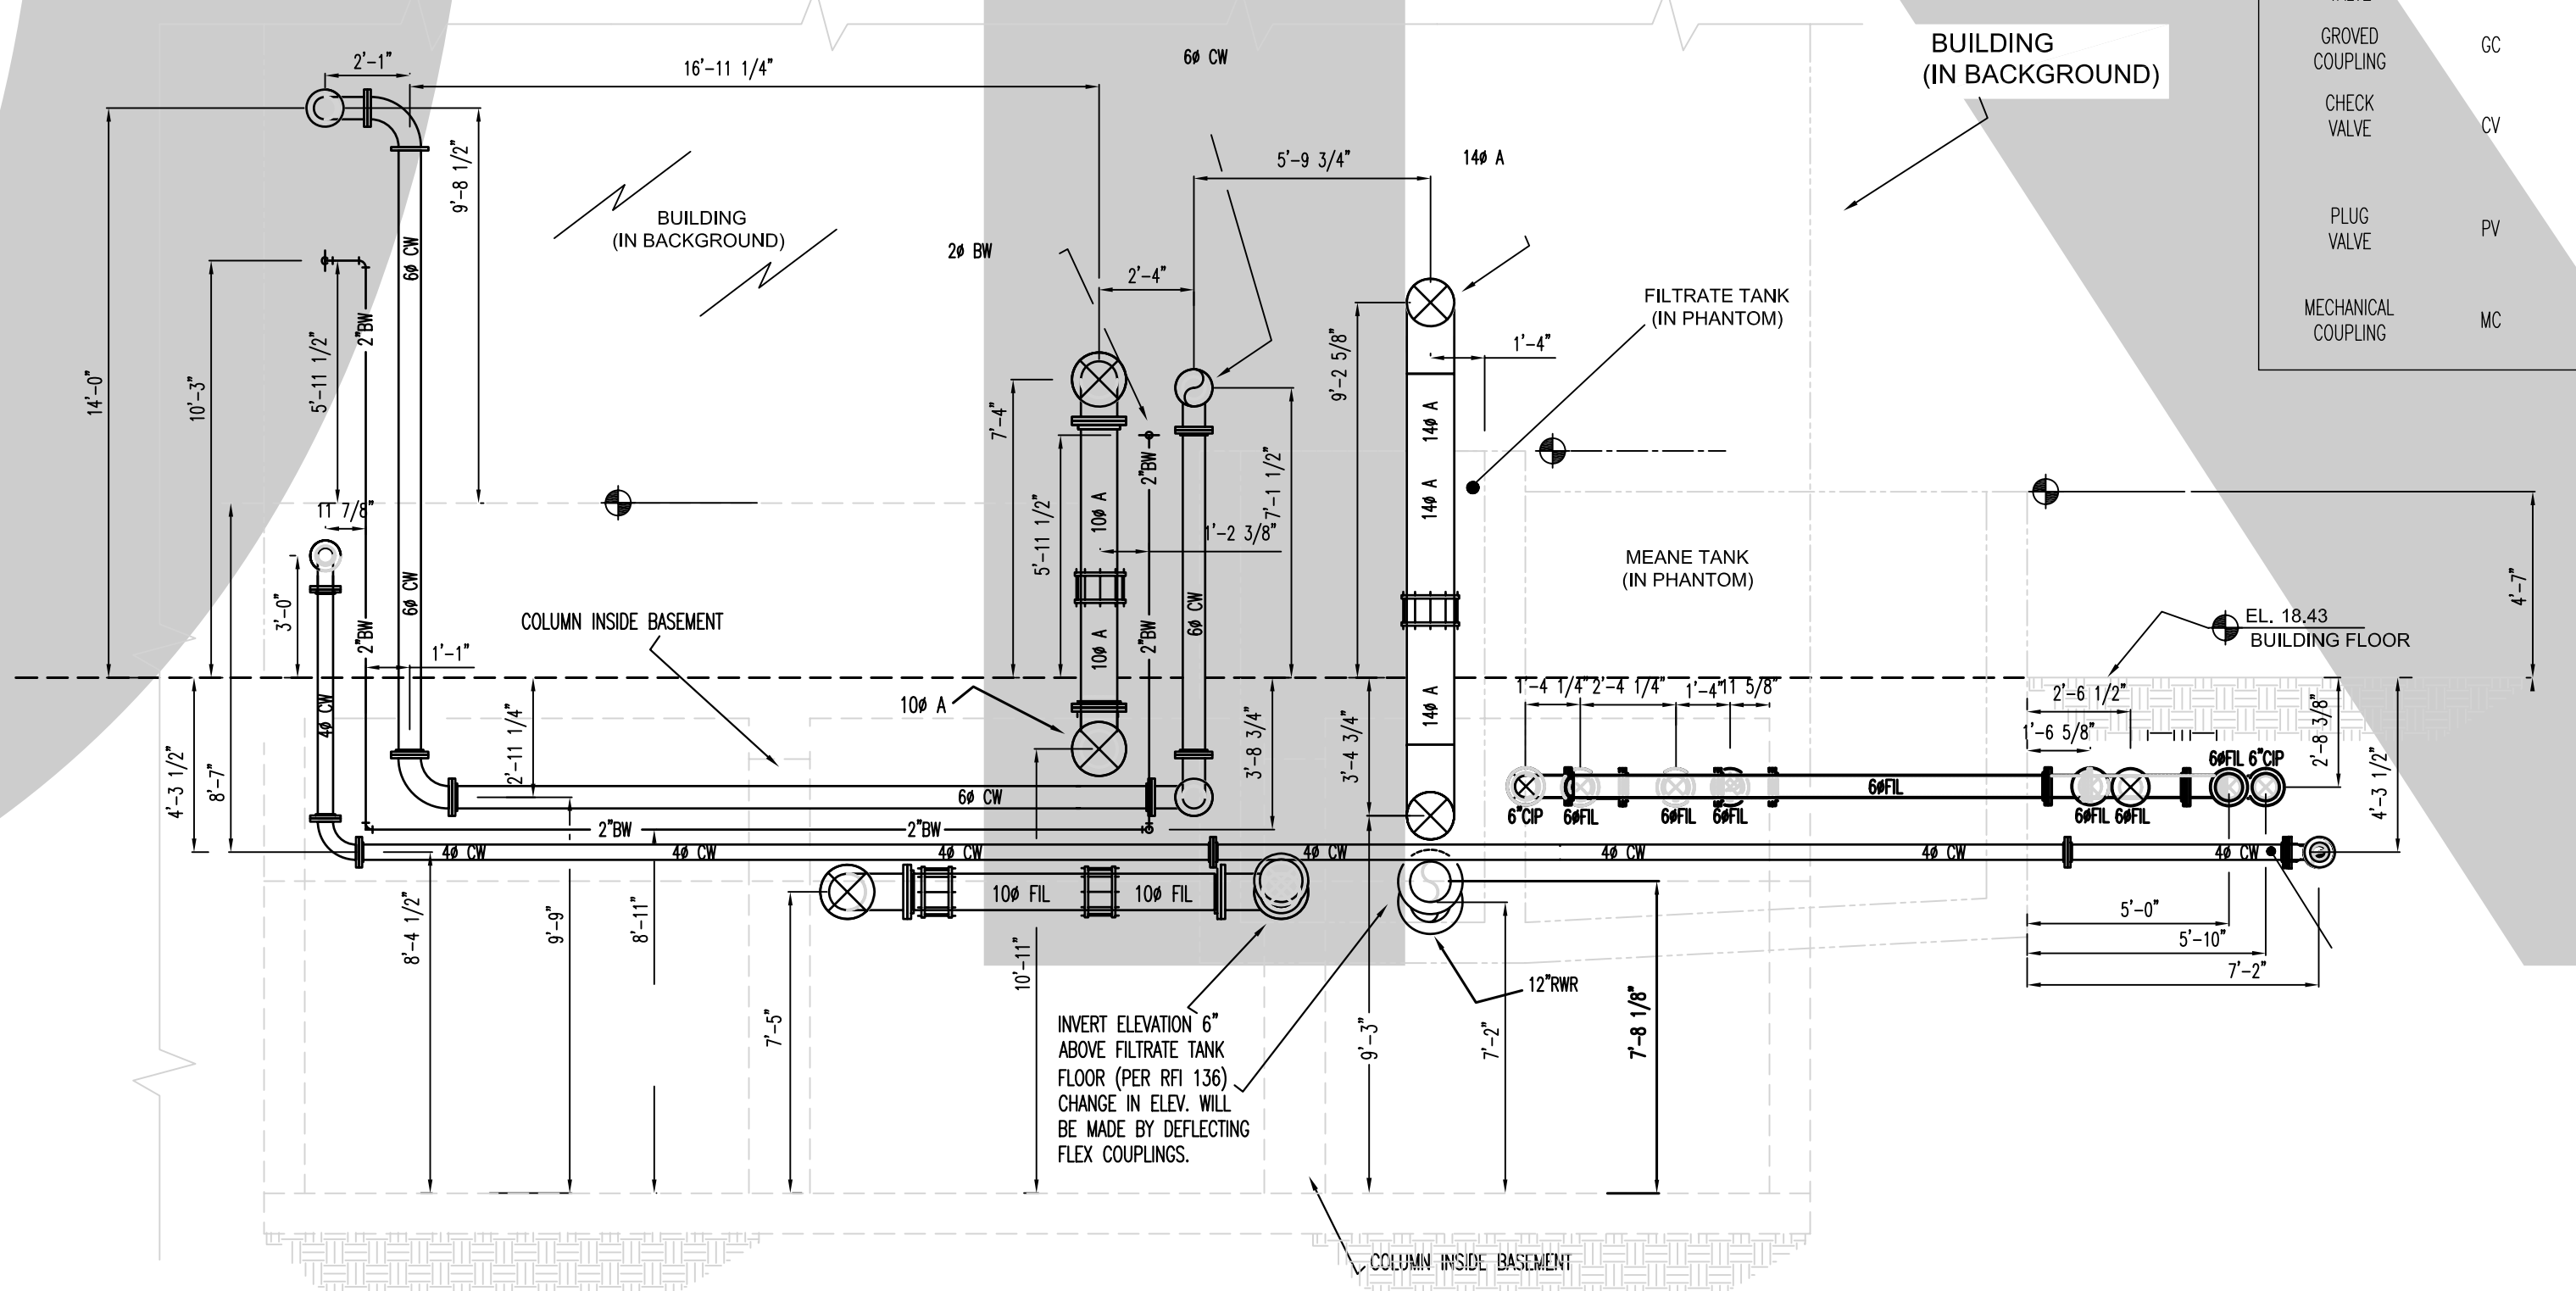 VALVE
GROVED
COUPLING
GC
CHECK
VALVE
CV
PLUG
VALVE
PV
MECHANICAL
COUPLING
MC
BUILDING
(IN BACKGROUND)
2'-1"
16'-11 1/4"
6ø CW
5'-9 3/4"
14ø A
9'-8 1/2"
BUILDING
(IN BACKGROUND)
2ø BW
2'-4"
6ø CW
2"BW
FILTRATE TANK
(IN PHANTOM)
1'-4"
9'-2 5/8"
14'-0"
10'-3"
5'-11 1/2"
7'-4"
14ø A
14ø A
2"BW
7'-1 1/2"
5'-11 1/2"
10ø A
1'-2 3/8"
11 7/8"
MEANE TANK
(IN PHANTOM)
4'-7"
3'-0"
6ø CW
6ø CW
COLUMN INSIDE BASEMENT
2"BW
1'-1"
10ø A
2"BW
EL. 18.43
BUILDING FLOOR
4ø CW
10ø A
14ø A
1'-4 1/4"
2'-4 1/4"
1'-4"
11 5/8"
2'-6 1/2"
1'-6 5/8"
2'-8 3/8"
4'-3 1/2"
4'-3 1/2"
8'-7"
2'-11 1/4"
3'-8 3/4"
3'-4 3/4"
6øFIL
6"CIP
6ø CW
6øFIL
6"CIP
6øFIL
6øFIL
6øFIL
6øFIL
6øFIL
2"BW
2"BW
4ø CW
4ø CW
4ø CW
4ø CW
4ø CW
4ø CW
4ø CW
10ø FIL
10ø FIL
8'-4 1/2"
9'-9"
8'-11"
7'-5"
10'-11"
9'-3"
7'-2"
7'-8 1/8"
5'-0"
5'-10"
7'-2"
12"RWR
INVERT ELEVATION 6"
ABOVE FILTRATE TANK
FLOOR (PER RFI 136)
CHANGE IN ELEV. WILL
BE MADE BY DEFLECTING
FLEX COUPLINGS.
COLUMN INSIDE BASEMENT